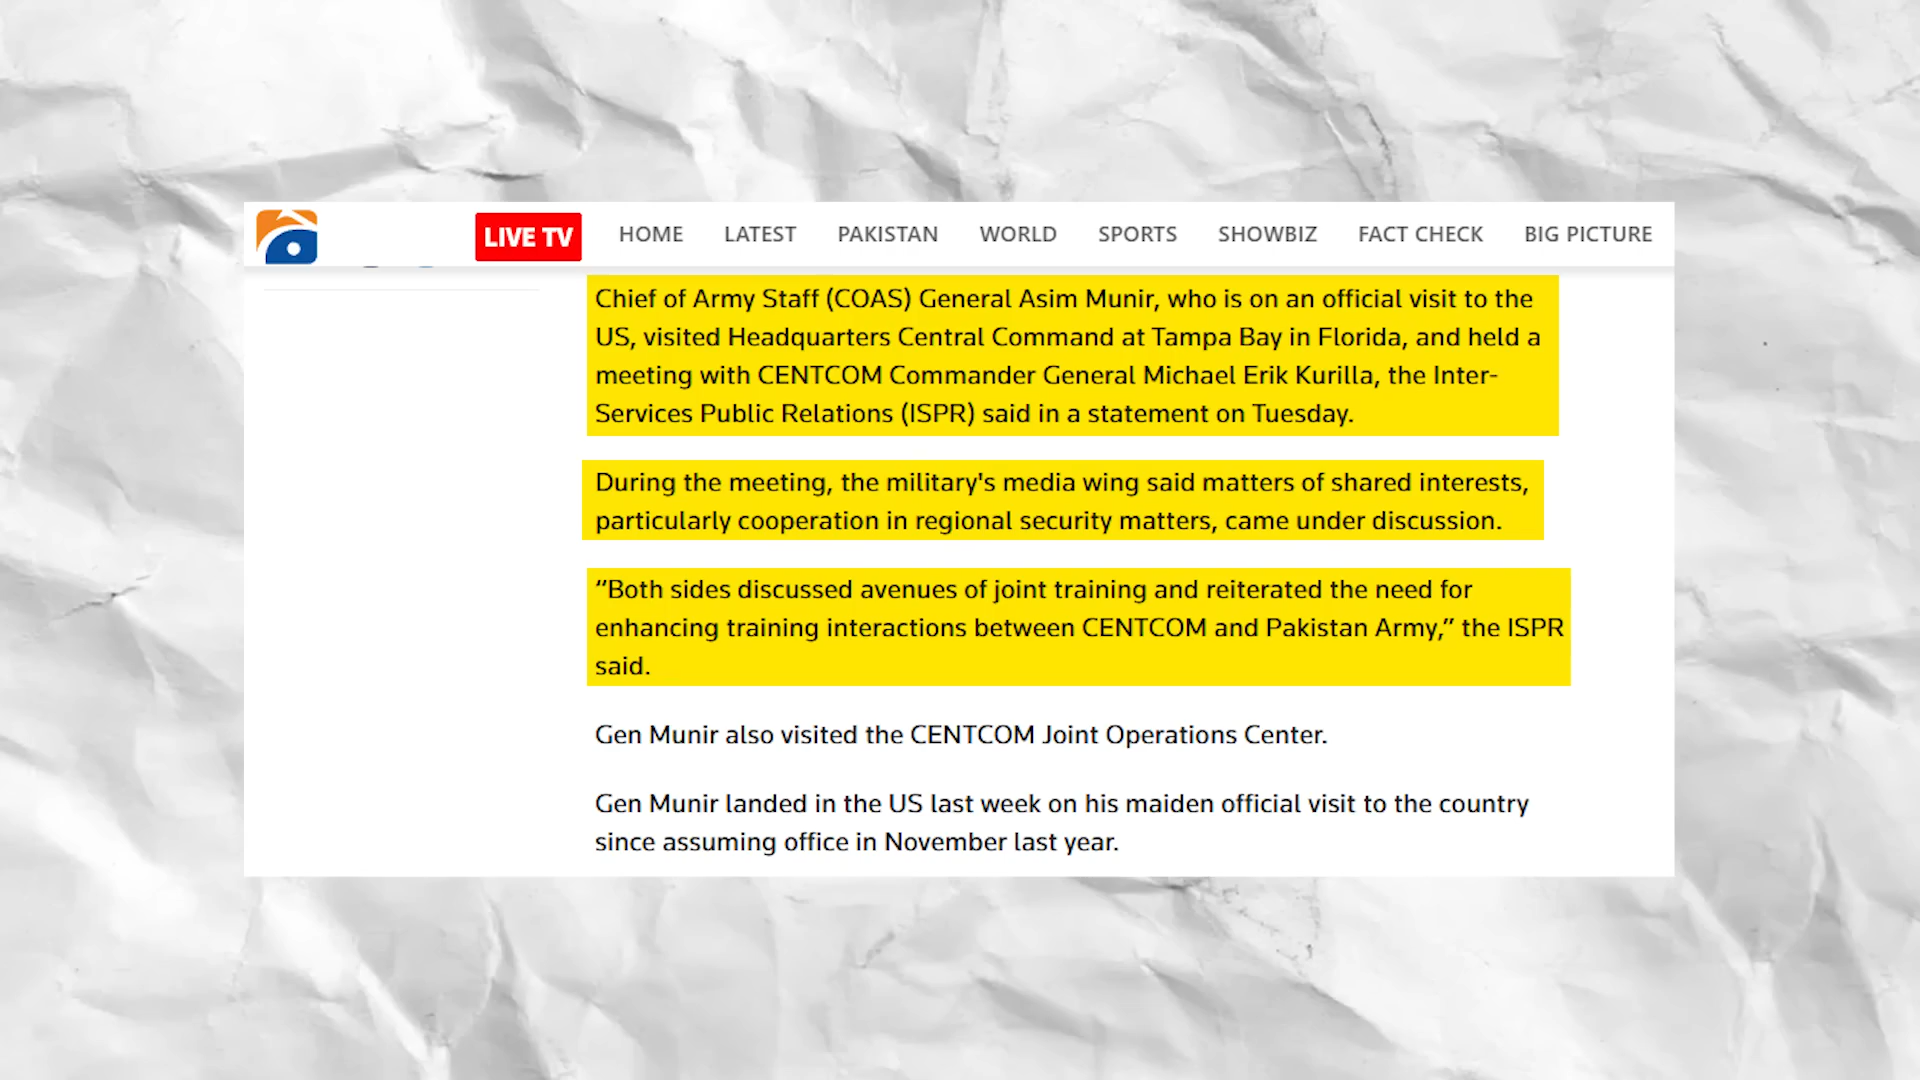 LIVE TV HOME LATEST PAKISTAN WORLD SPORTS SHOWBIZ FACT CHECK BIG PICTURE
Chief of Army Staff (COAS) General Asim Munir, who is on an official visit to the
US, visited Headquarters Central Command at Tampa Bay in Florida, and held a
meeting with CENTCOM Commander General Michael Erik Kurilla, the Inter-
Services Public Relations (ISPR) said in a statement on Tuesday.
During the meeting, the military's media wing said matters of shared interests,
particularly cooperation in regional security matters, came under discussion.
“Both sides discussed avenues of joint training and reiterated the need for
enhancing training interactions between CENTCOM and Pakistan Army,” the ISPR
said.
Gen Munir also visited the CENTCOM Joint Operations Center.
Gen Munir landed in the US last week on his maiden official visit to the country
since assuming office in November last year.